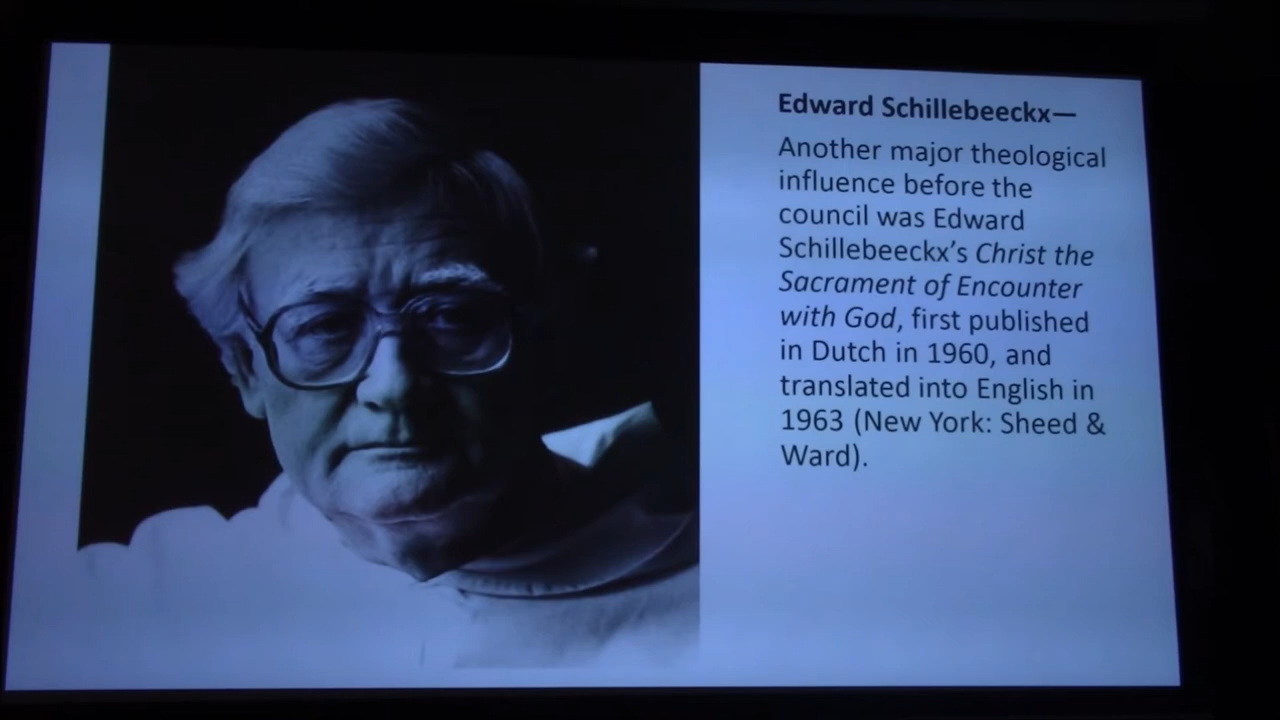 Edward Schillebeeckx—
Another major theological
influence before the
council was Edward
Schillebeeckx’s Christ the
Sacrament of Encounter
with God, first published
in Dutch in 1960, and
translated into English in
1963 (New York: Sheed &
Ward).